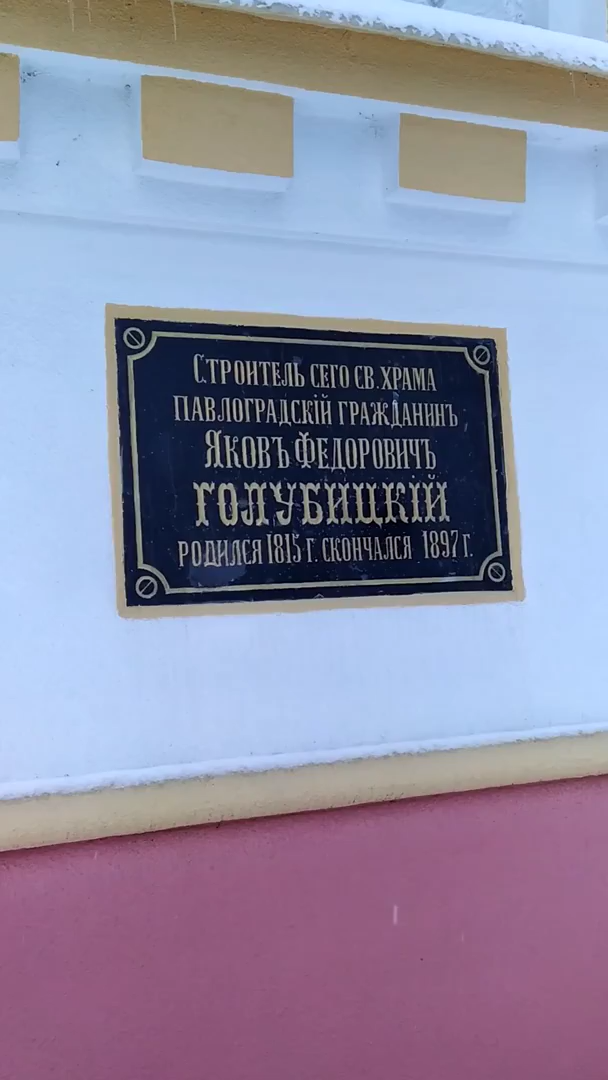 Строитель сего св. храма
павлоградскій гражданинъ
Яковъ Федоровичъ
ГОЛУБИЦКІЙ
родился 1815 г. скончался 1897 г.